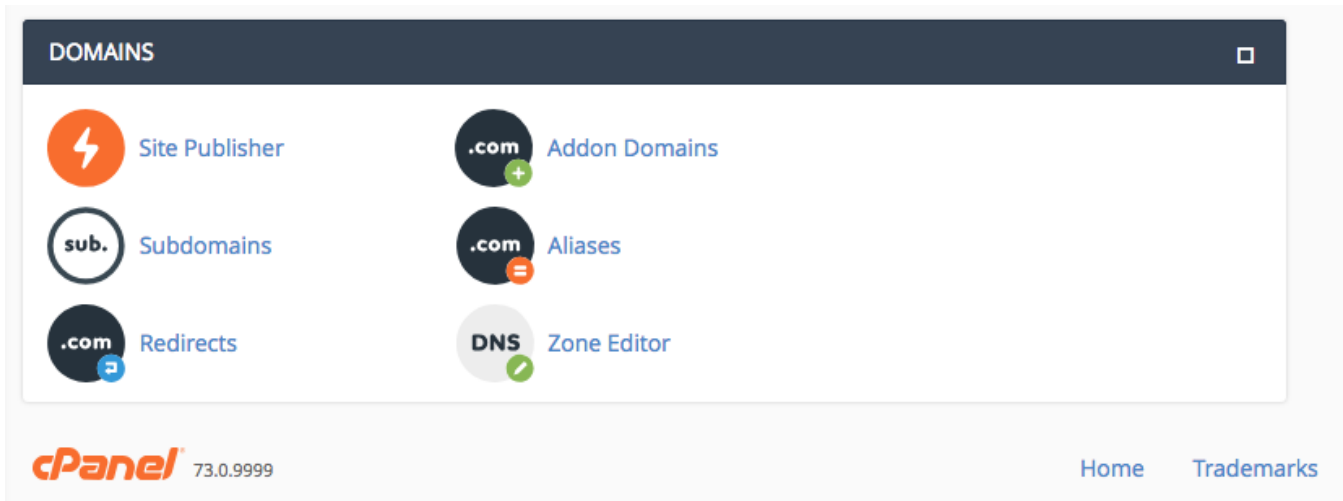 DOMAINS
Site Publisher
.com Addon Domains
sub. Subdomains
.com Aliases
.com Redirects
DNS Zone Editor
cPanel 73.0.9999 Home Trademarks